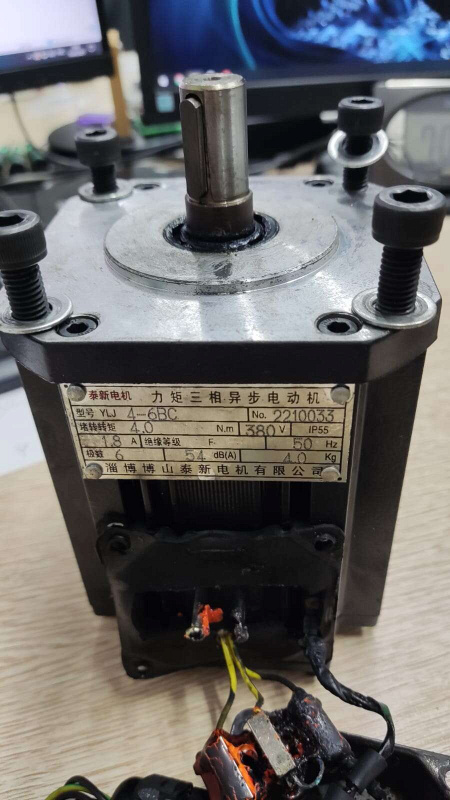 泰新电机 力矩三相异步电动机
型号 YLJ 4-6BC No. 2210033
堵转转矩 4.0 N.m 380 V IP55
1.8 A 绝缘等级 F 50 Hz
极数 6 54 dB(A) 4.0 Kg
淄博博山泰新电机有限公司